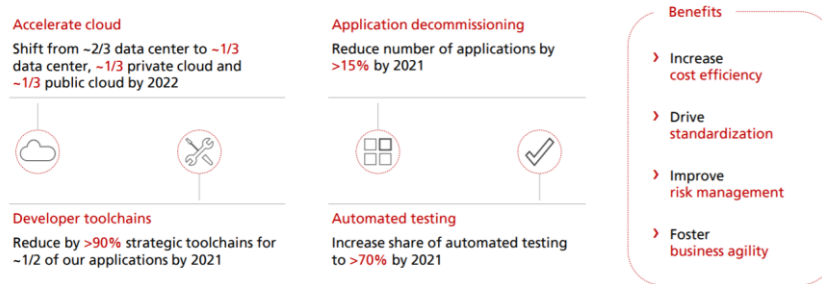 Accelerate cloud
Shift from ~2/3 data center to ~1/3
data center, ~1/3 private cloud and
~1/3 public cloud by 2022
Application decommissioning
Reduce number of applications by
>15% by 2021
Developer toolchains
Reduce by >90% strategic toolchains for
~1/2 of our applications by 2021
Automated testing
Increase share of automated testing
to >70% by 2021
Benefits
› Increase
cost efficiency
› Drive
standardization
› Improve
risk management
› Foster
business agility